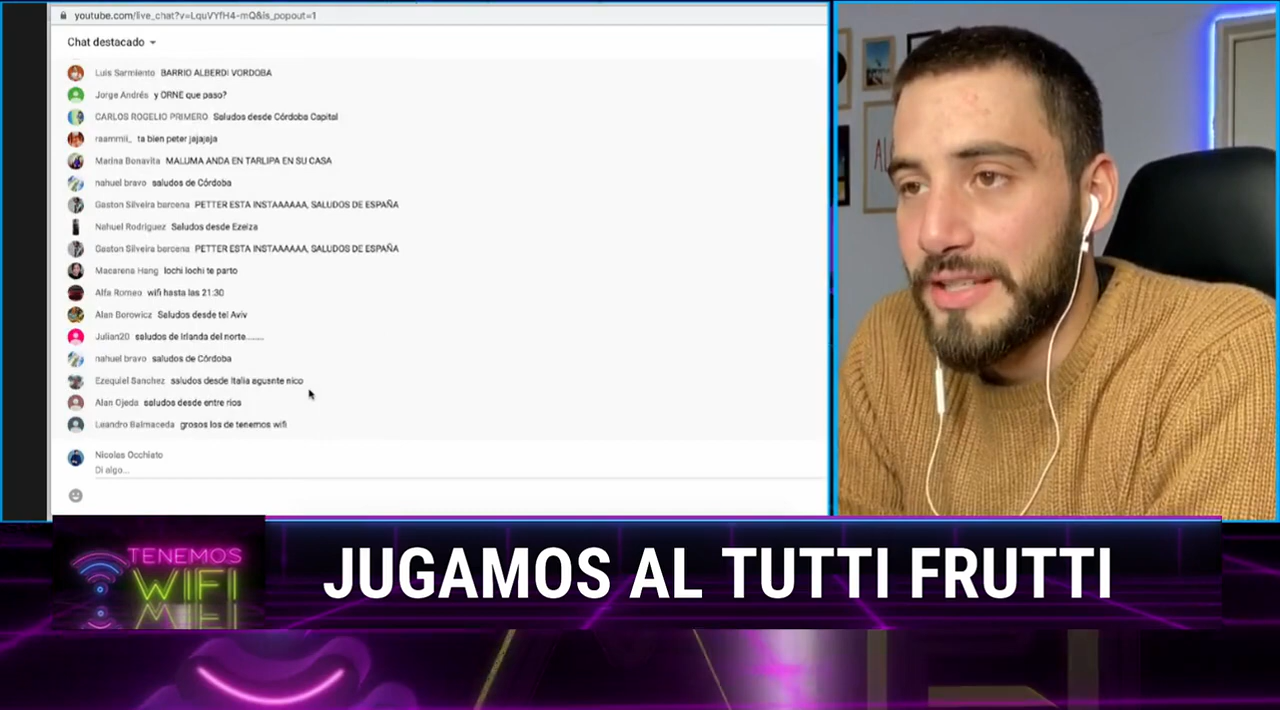 youtube.com/live_chat?v=LquVYfH4-mQ&is_popout=1
Chat destacado
Luis Sarmiento BARRIO ALBERDI VORDOBA
Jorge Andrés y ORNE que paso?
CARLOS ROGELIO PRIMERO Saludos desde Córdoba Capital
raammii_ ta bien peter jajajaja
Marina Bonavita MALUMA ANDA EN TARLIPA EN SU CASA
nahuel bravo saludos de Córdoba
Gaston Silveira barcena PETTER ESTA INSTAAAAAA, SALUDOS DE ESPAÑA
Nahuel Rodriguez Saludos desde Ezeiza
Gaston Silveira barcena PETTER ESTA INSTAAAAAA, SALUDOS DE ESPAÑA
Macarena Hang lochi lochi te parto
Alfa Romeo wifi hasta las 21:30
Alan Borowicz Saludos desde tel Aviv
Julian20 saludos de Irlanda del norte........
nahuel bravo saludos de Córdoba
Ezequiel Sanchez saludos desde Italia aguante nico
Alan Ojeda saludos desde entre rios
Leandro Balmaceda grosos los de tenemos wifi
Nicolas Occhiato
Di algo...
TENEMOS
WIFI
JUGAMOS AL TUTTI FRUTTI